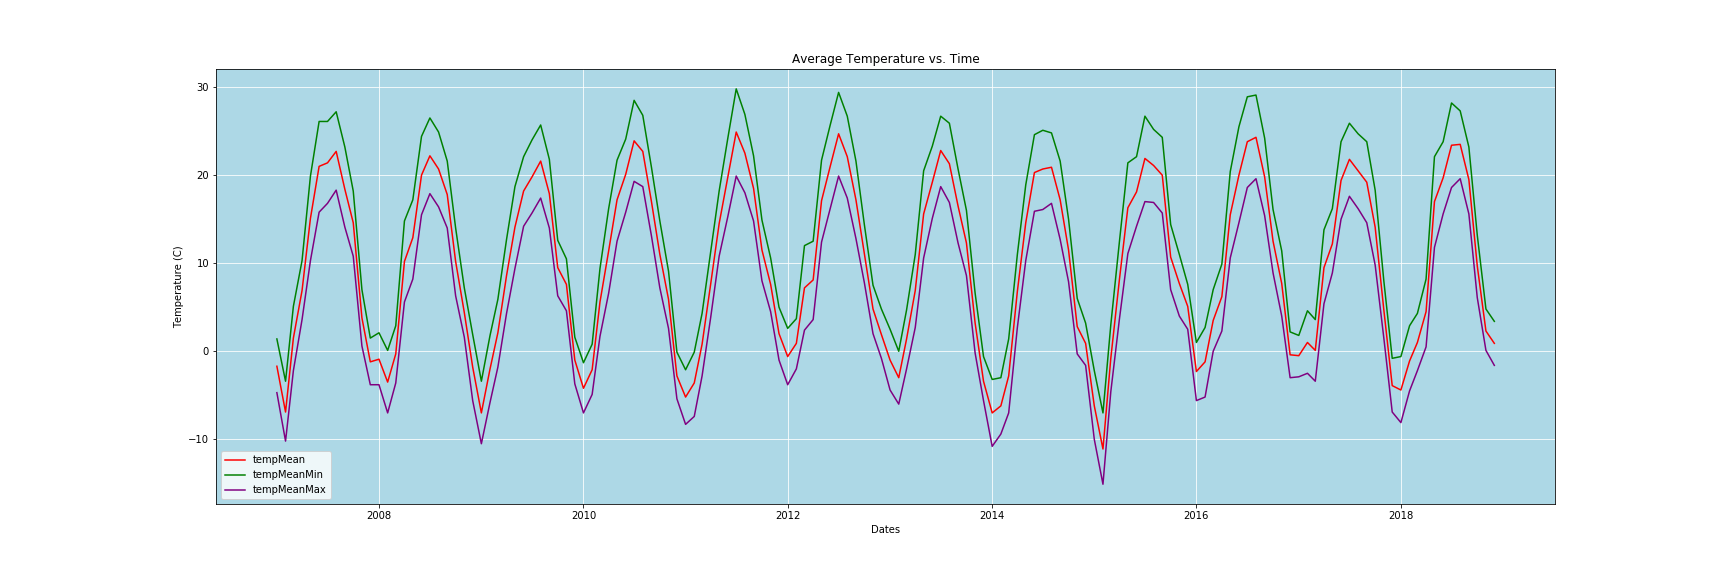 Average Temperature vs. Time
Temperature (C)
30
20
10
0
−10
tempMean
tempMeanMin
tempMeanMax
2008 2010 2012 2014 2016 2018
Dates